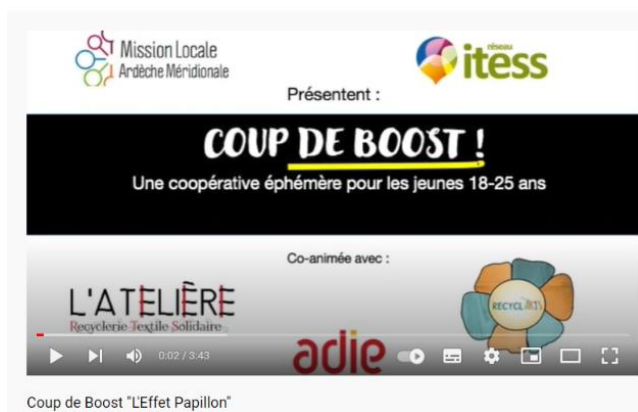 Mission Locale
Ardèche Méridionale
réseau
itess
Présentent :
COUP DE BOOST !
Une coopérative éphémère pour les jeunes 18-25 ans
Co-animée avec :
L'ATELIÈRE
Recyclerie Textile Solidaire
RECYCL'ARTS
adie
0:02 / 3:43
Coup de Boost "L'Effet Papillon"